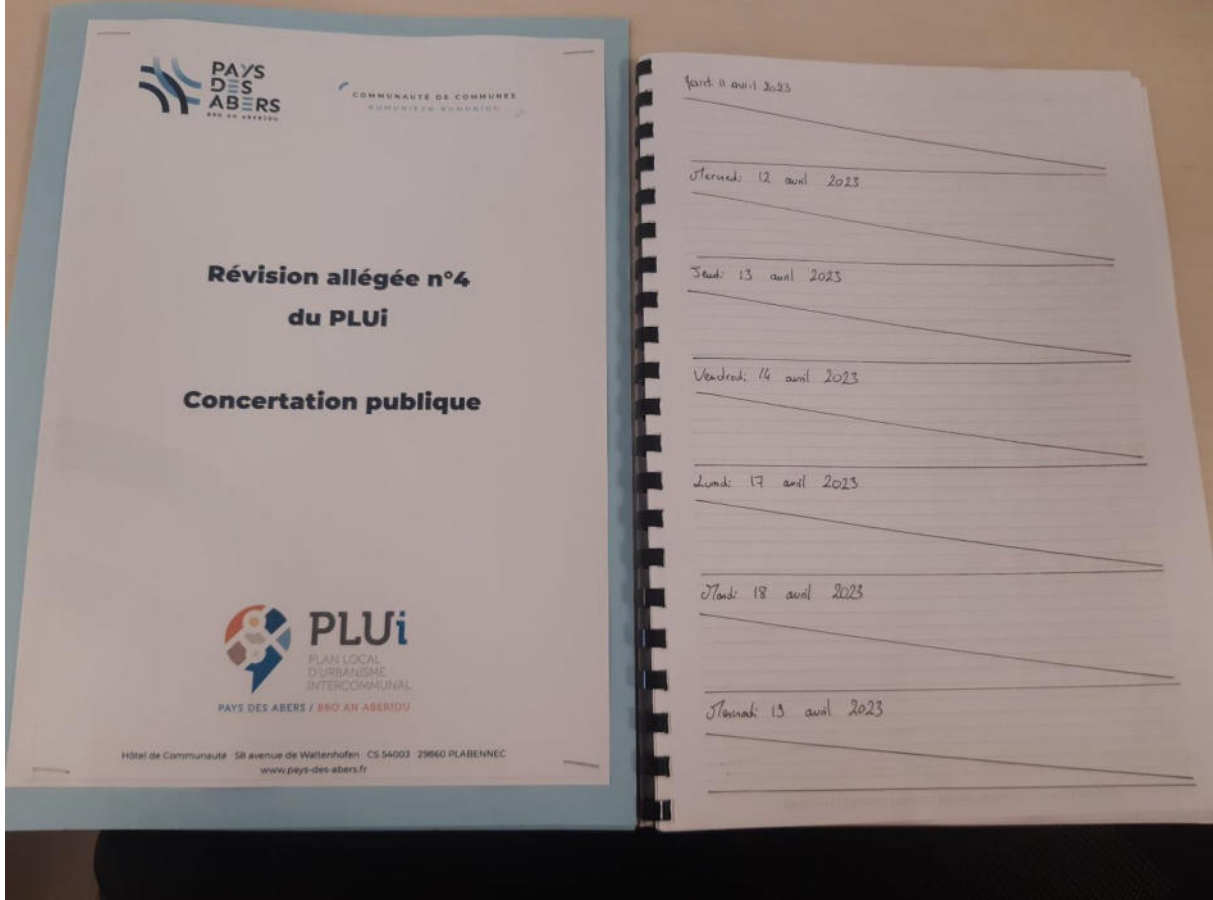 PAYS
DES
ABERS
BRO AN ABERIOU
COMMUNAUTÉ DE COMMUNES
KUMUNIEZH-KUMUNIOÙ
Révision allégée n°4
du PLUi
Concertation publique
PLUi
PLAN LOCAL
D'URBANISME
INTERCOMMUNAL
PAYS DES ABERS / BRO AN ABERIOU
Hôtel de Communauté 58 avenue de Waltenhofen CS 54003 29860 PLABENNEC
www.pays-des-abers.fr
Mardi 11 avril 2023
Mercredi 12 avril 2023
Jeudi 13 avril 2023
Vendredi 14 avril 2023
Lundi 17 avril 2023
Mardi 18 avril 2023
Mercredi 19 avril 2023